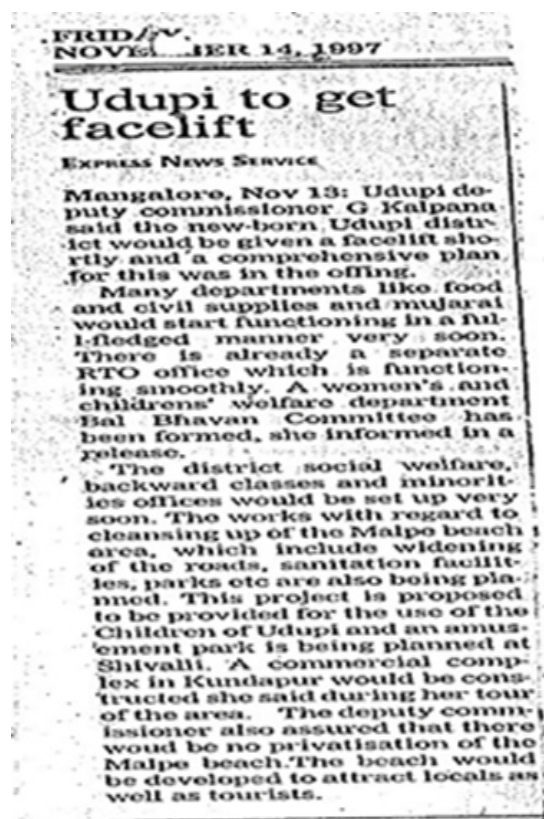 FRID
NOVE BER 14, 1997
Udupi to get
facelift
EXPRESS NEWS SERVICE
Mangalore, Nov 13: Udupi de-
puty commissioner G Kalpana
said the new-born Udupi distr-
ict would be given a facelift sho-
rtly and a comprehensive plan
for this was in the offing.
Many departments like food
and civil supplies and mujarai
would start functioning in a ful-
l-fledged manner very soon.
There is already a separate
RTO office which is function-
ing smoothly. A women's and
childrens' welfare department
Bal Bhavan Committee has
been formed, she informed in a
release.
The district social welfare,
backward classes and minorit-
ies offices would be set up very
soon. The works with regard to
cleansing up of the Malpe beach
area, which include widening
of the roads, sanitation facilit-
ies, parks etc are also being pla-
nned. This project is proposed
to be provided for the use of the
Children of Udupi and an amus-
ement park is being planned at
Shivalli. A commercial comp-
lex in Kundapur would be cons-
tructed she said during her tour
of the area. The deputy comm-
issioner also assured that there
woud be no privatisation of the
Malpe beach.The beach would
be developed to attract locals as
well as tourists.